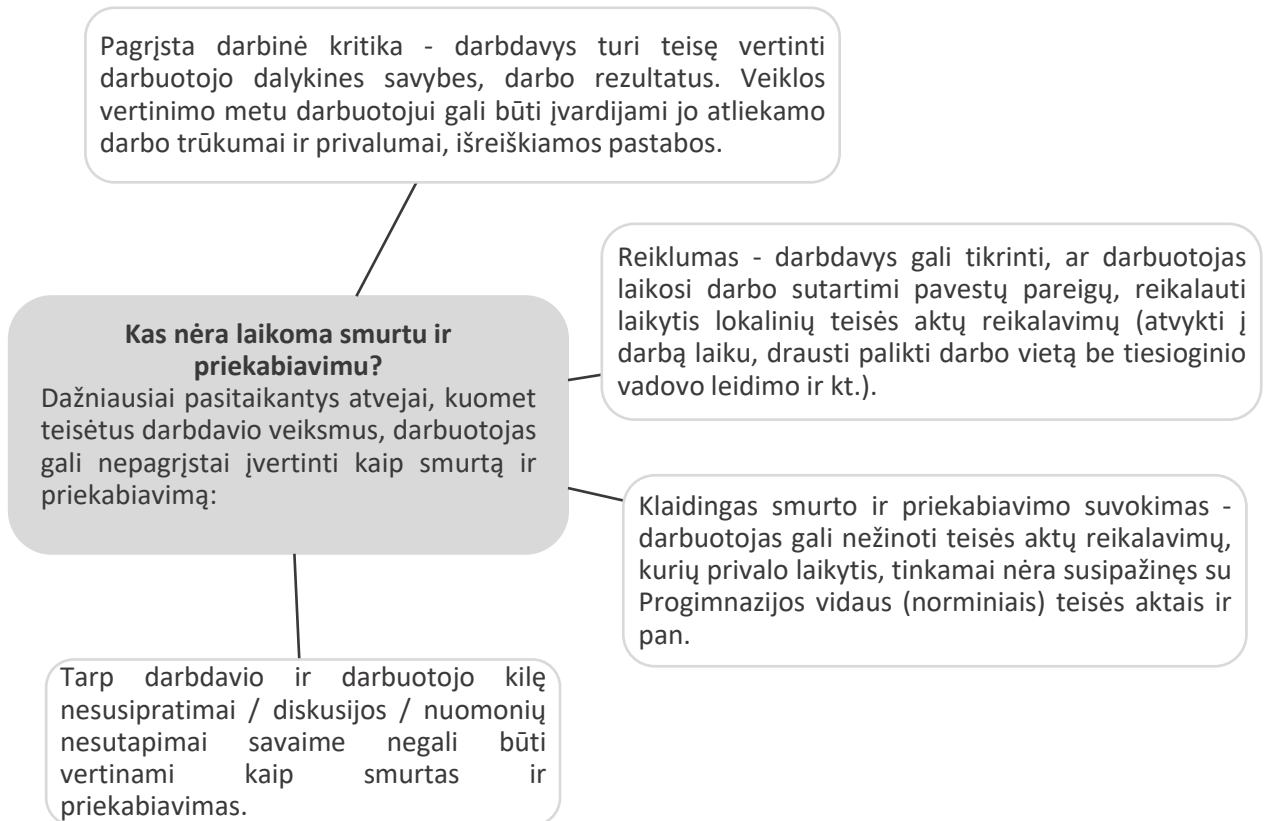 Pagrįsta darbinė kritika - darbdavys turi teisę vertinti
darbuotojo dalykines savybes, darbo rezultatus. Veiklos
vertinimo metu darbuotojui gali būti įvardijami jo atliekamo
darbo trūkumai ir privalumai, išreiškiamos pastabos.
Reiklumas - darbdavys gali tikrinti, ar darbuotojas
laikosi darbo sutartimi pavestų pareigų, reikalauti
laikytis lokalinių teisės aktų reikalavimų (atvykti į
darbą laiku, drausti palikti darbo vietą be tiesioginio
vadovo leidimo ir kt.).
Kas nėra laikoma smurtu ir
priekabiavimu?
Dažniausiai pasitaikantys atvejai, kuomet
teisėtus darbdavio veiksmus, darbuotojas
gali nepagrįstai įvertinti kaip smurtą ir
priekabiavimą:
Klaidingas smurto ir priekabiavimo suvokimas -
darbuotojas gali nežinoti teisės aktų reikalavimų,
kurių privalo laikytis, tinkamai nėra susipažinęs su
Progimnazijos vidaus (norminiais) teisės aktais ir
pan.
Tarp darbdavio ir darbuotojo kilę
nesusipratimai / diskusijos / nuomonių
nesutapimai savaime negali būti
vertinami kaip smurtas ir
priekabiavimas.